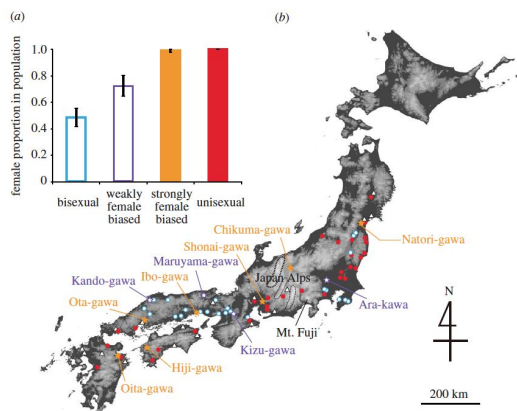 (a)
female proportion in population
1.0
0.8
0.6
0.4
0.2
0
bisexual
weakly
female
biased
strongly
female
biased
unisexual
(b)
Chikuma-gawa
Shonai-gawa
Natori-gawa
Maruyama-gawa
Japan Alps
Kando-gawa
Ibo-gawa
Ota-gawa
Ara-kawa
Mt. Fuji
Kizu-gawa
Hiji-gawa
Oita-gawa
N
200 km